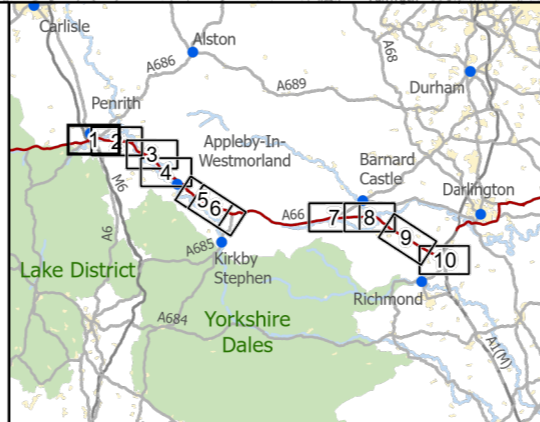 Carlisle
Alston
A686
A68
A689
Durham
Penrith
1
2
3
4
5
6
Appleby-In-
Westmorland
Barnard
Castle
Darlington
M6
A66
7
8
9
10
A6
A685
Kirkby
Stephen
Lake District
Richmond
A684
Yorkshire
Dales
A1(M)